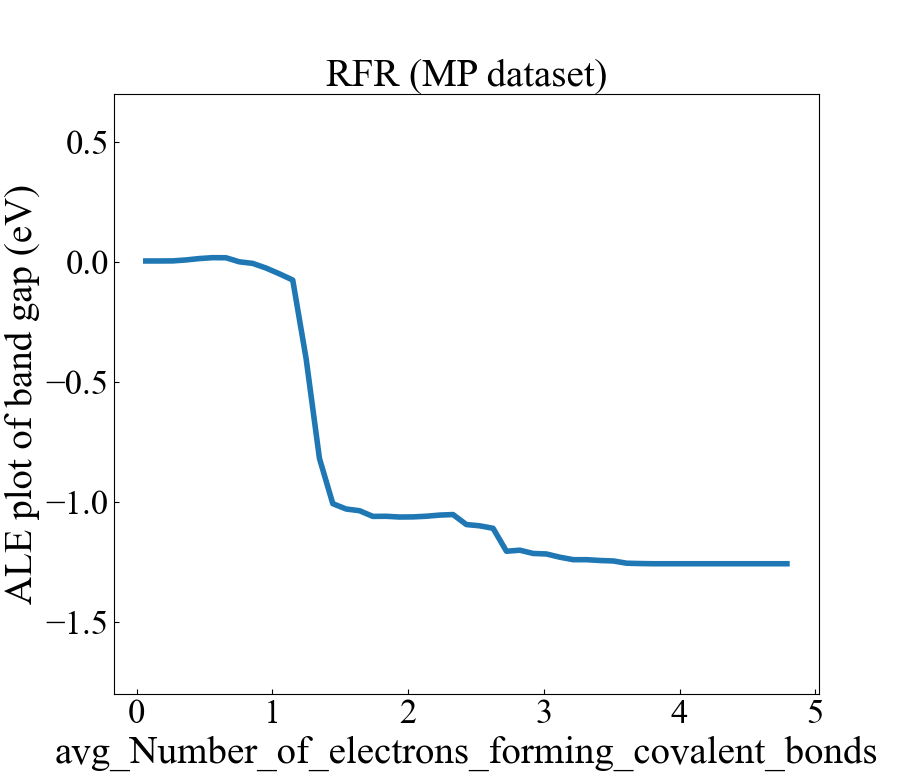 RFR (MP dataset)
ALE plot of band gap (eV)
0.5
0.0
−0.5
−1.0
−1.5
0 1 2 3 4 5
avg_Number_of_electrons_forming_covalent_bonds